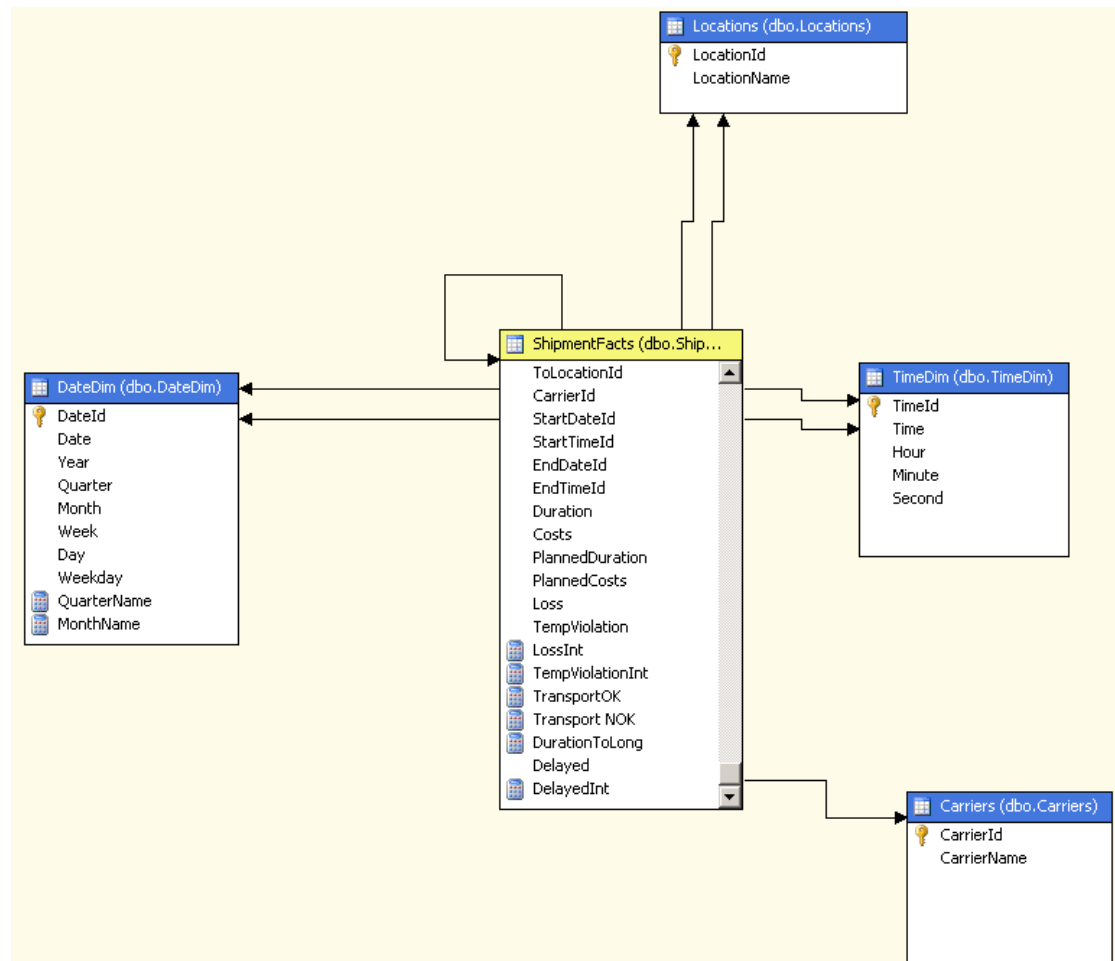 Locations (dbo.Locations)
LocationId
LocationName
ShipmentFacts (dbo.Ship...
ToLocationId
CarrierId
StartDateId
StartTimeId
EndDateId
EndTimeId
Duration
Costs
PlannedDuration
PlannedCosts
Loss
TempViolation
LossInt
TempViolationInt
TransportOK
Transport NOK
DurationToLong
Delayed
DelayedInt
DateDim (dbo.DateDim)
DateId
Date
Year
Quarter
Month
Week
Day
Weekday
QuarterName
MonthName
TimeDim (dbo.TimeDim)
TimeId
Time
Hour
Minute
Second
Carriers (dbo.Carriers)
CarrierId
CarrierName